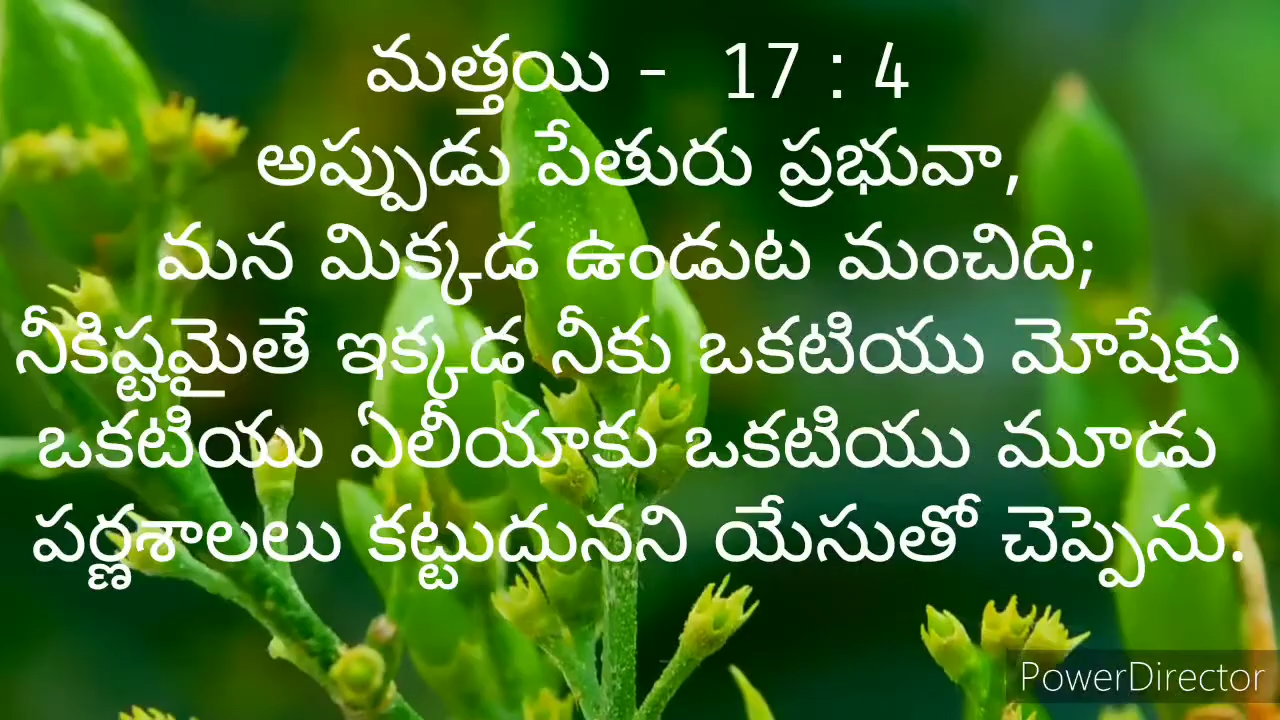 మత్తయి - 17 : 4
అప్పుడు పేతురు ప్రభువా,
మన మిక్కడ ఉండుట మంచిది;
నీకిష్టమైతే ఇక్కడ నీకు ఒకటియు మోషేకు
ఒకటియు ఏలీయాకు ఒకటియు మూడు
పర్ణశాలలు కట్టుదునని యేసుతో చెప్పెను.
PowerDirector